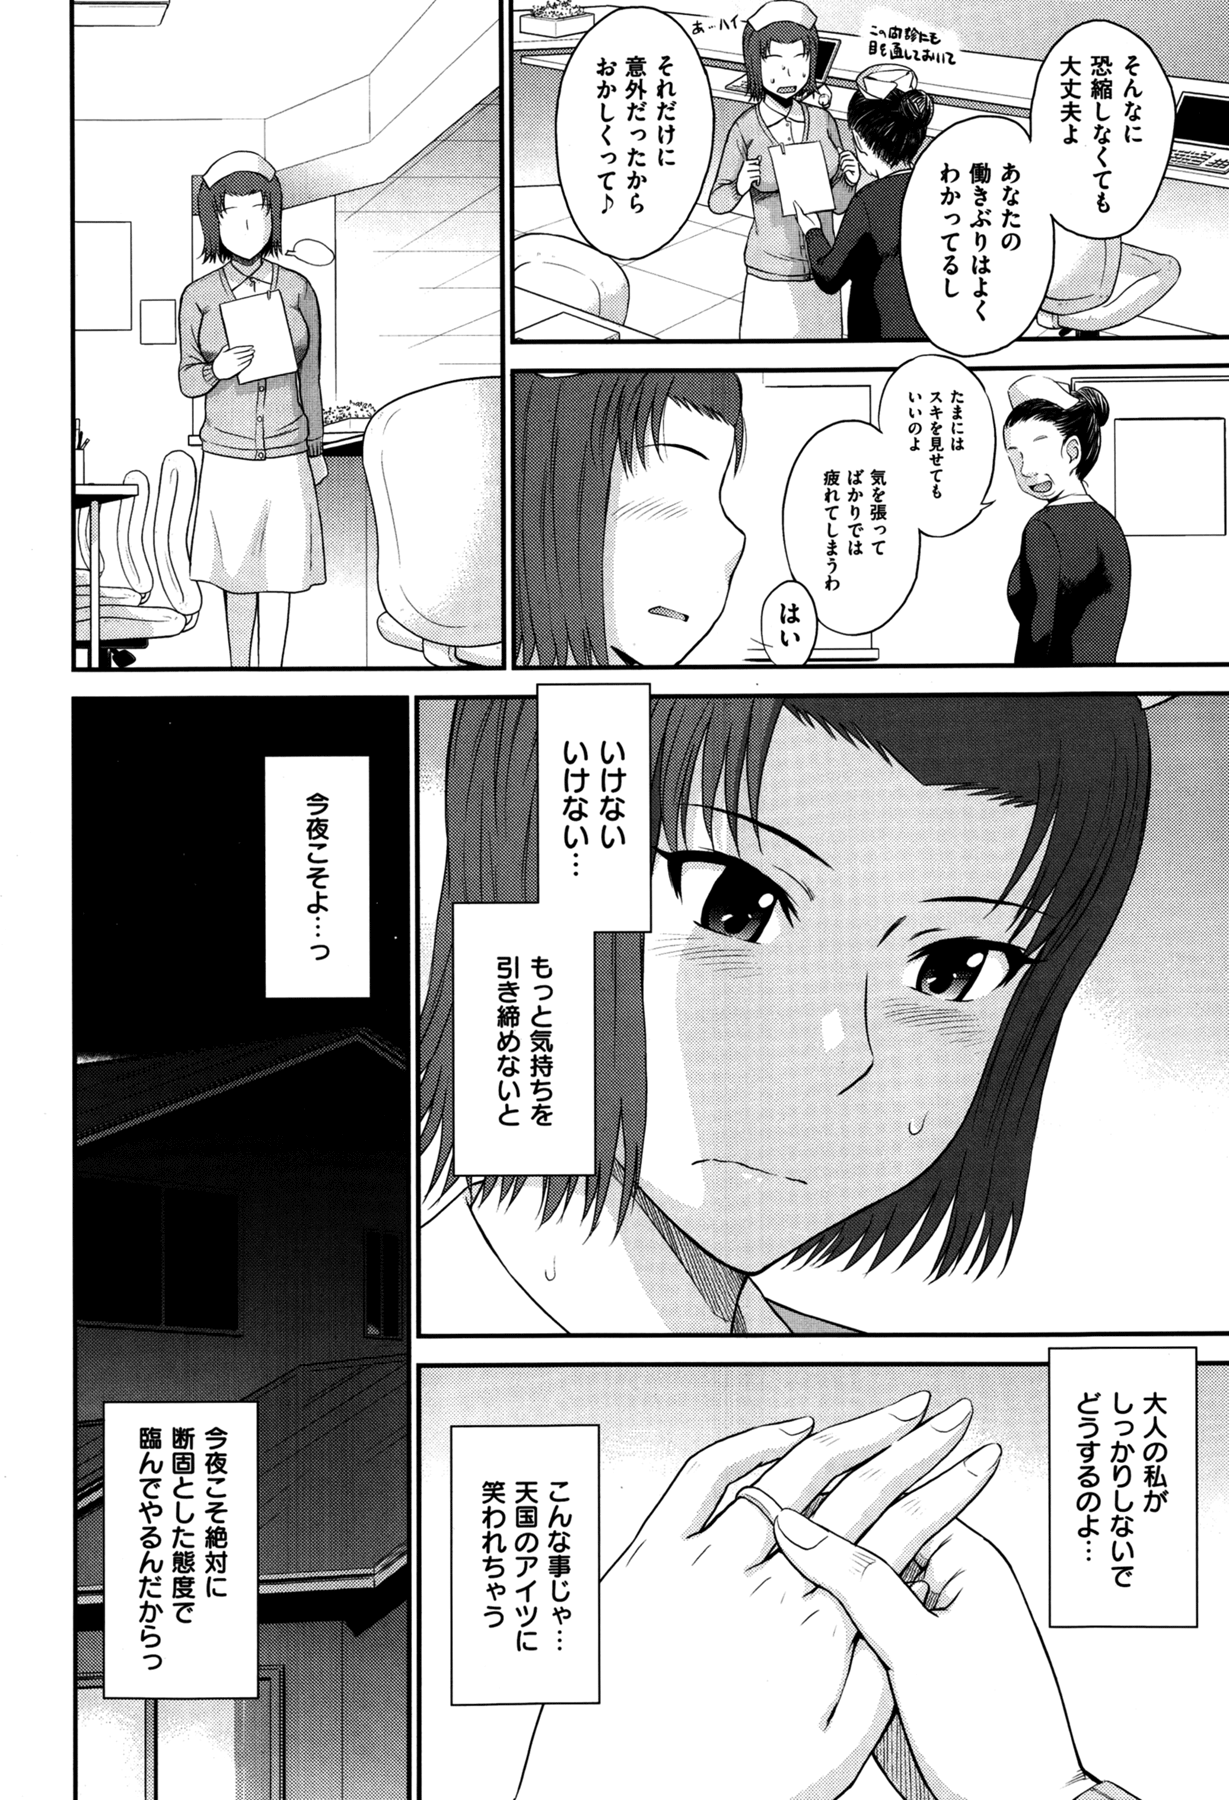 そんなに
恐縮しなくても
大丈夫よ
あなたの
働きぶりはよく
わかってるし
この内診にも
目を通しておいて
あ…ハイ
それだけに
意外だったから
おかしくって♪
たまには
スキを見せても
いいのよ
気を張って
ばかりでは
疲れてしまうわ
はい
いけない
いけない…
もっと気持ちを
引き締めないと
大人の私が
しっかりしないで
どうするのよ…
こんな事じゃ…
天国のアイツに
笑われちゃう
今夜こそよ…っ
今夜こそ絶対に
断固とした態度で
臨んでやるんだからっ